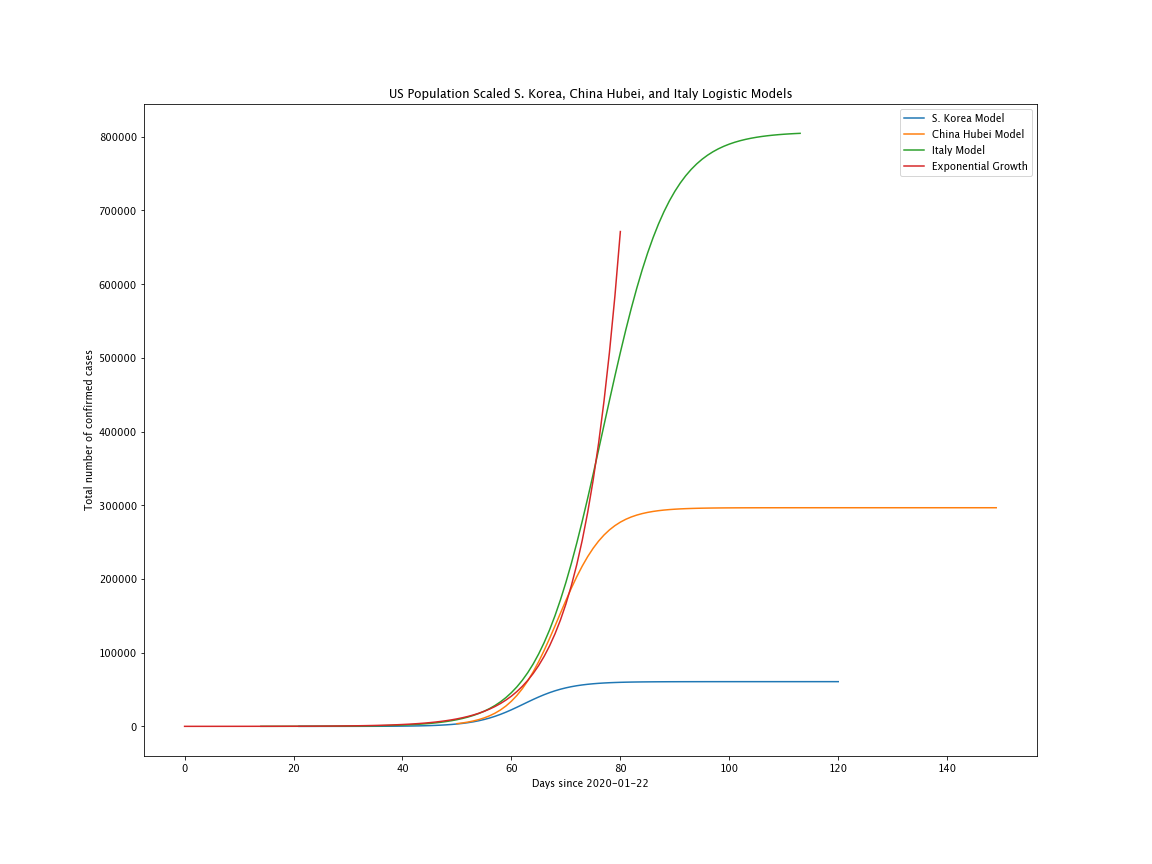 US Population Scaled S. Korea, China Hubei, and Italy Logistic Models
S. Korea Model
China Hubei Model
Italy Model
Exponential Growth
Total number of confirmed cases
800000
700000
600000
500000
400000
300000
200000
100000
0
0 20 40 60 80 100 120 140
Days since 2020-01-22